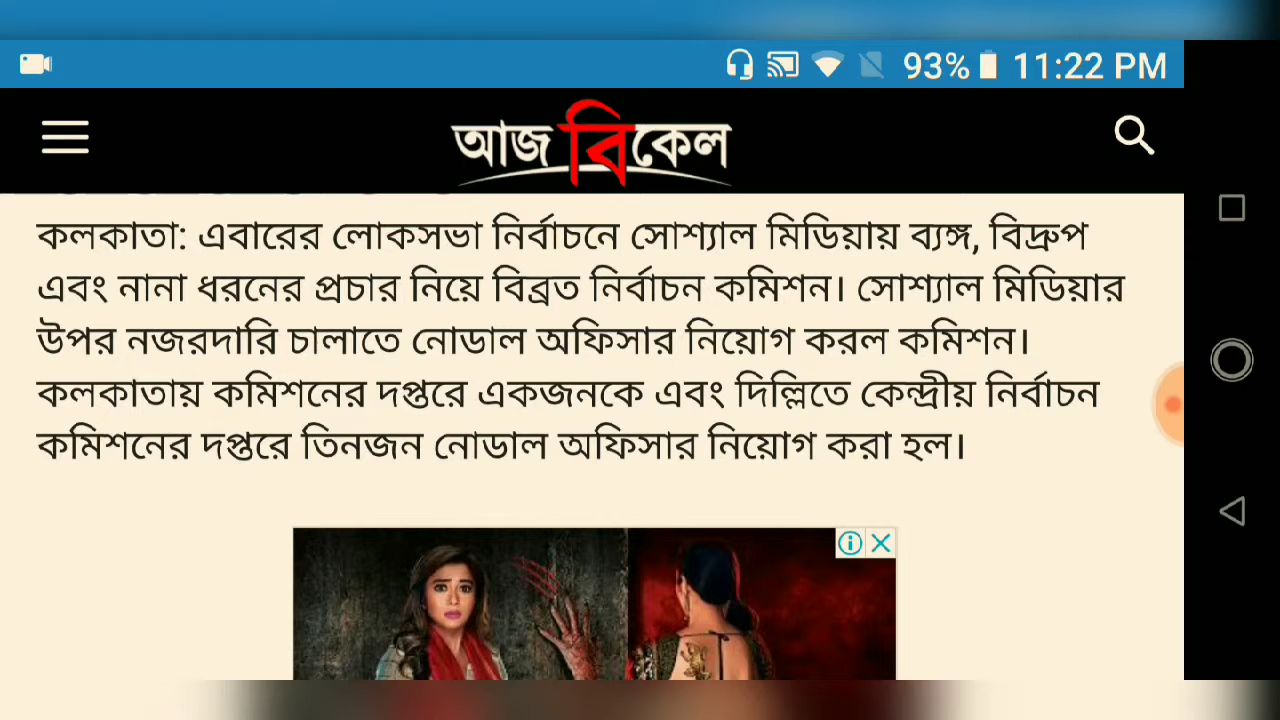 93% 11:22 PM
আজ বিকেল
কলকাতা: এবারের লোকসভা নির্বাচনে সোশ্যাল মিডিয়ায় ব্যঙ্গ, বিদ্রুপ
এবং নানা ধরনের প্রচার নিয়ে বিব্রত নির্বাচন কমিশন। সোশ্যাল মিডিয়ার
উপর নজরদারি চালাতে নোডাল অফিসার নিয়োগ করল কমিশন।
কলকাতায় কমিশনের দপ্তরে একজনকে এবং দিল্লিতে কেন্দ্রীয় নির্বাচন
কমিশনের দপ্তরে তিনজন নোডাল অফিসার নিয়োগ করা হল।